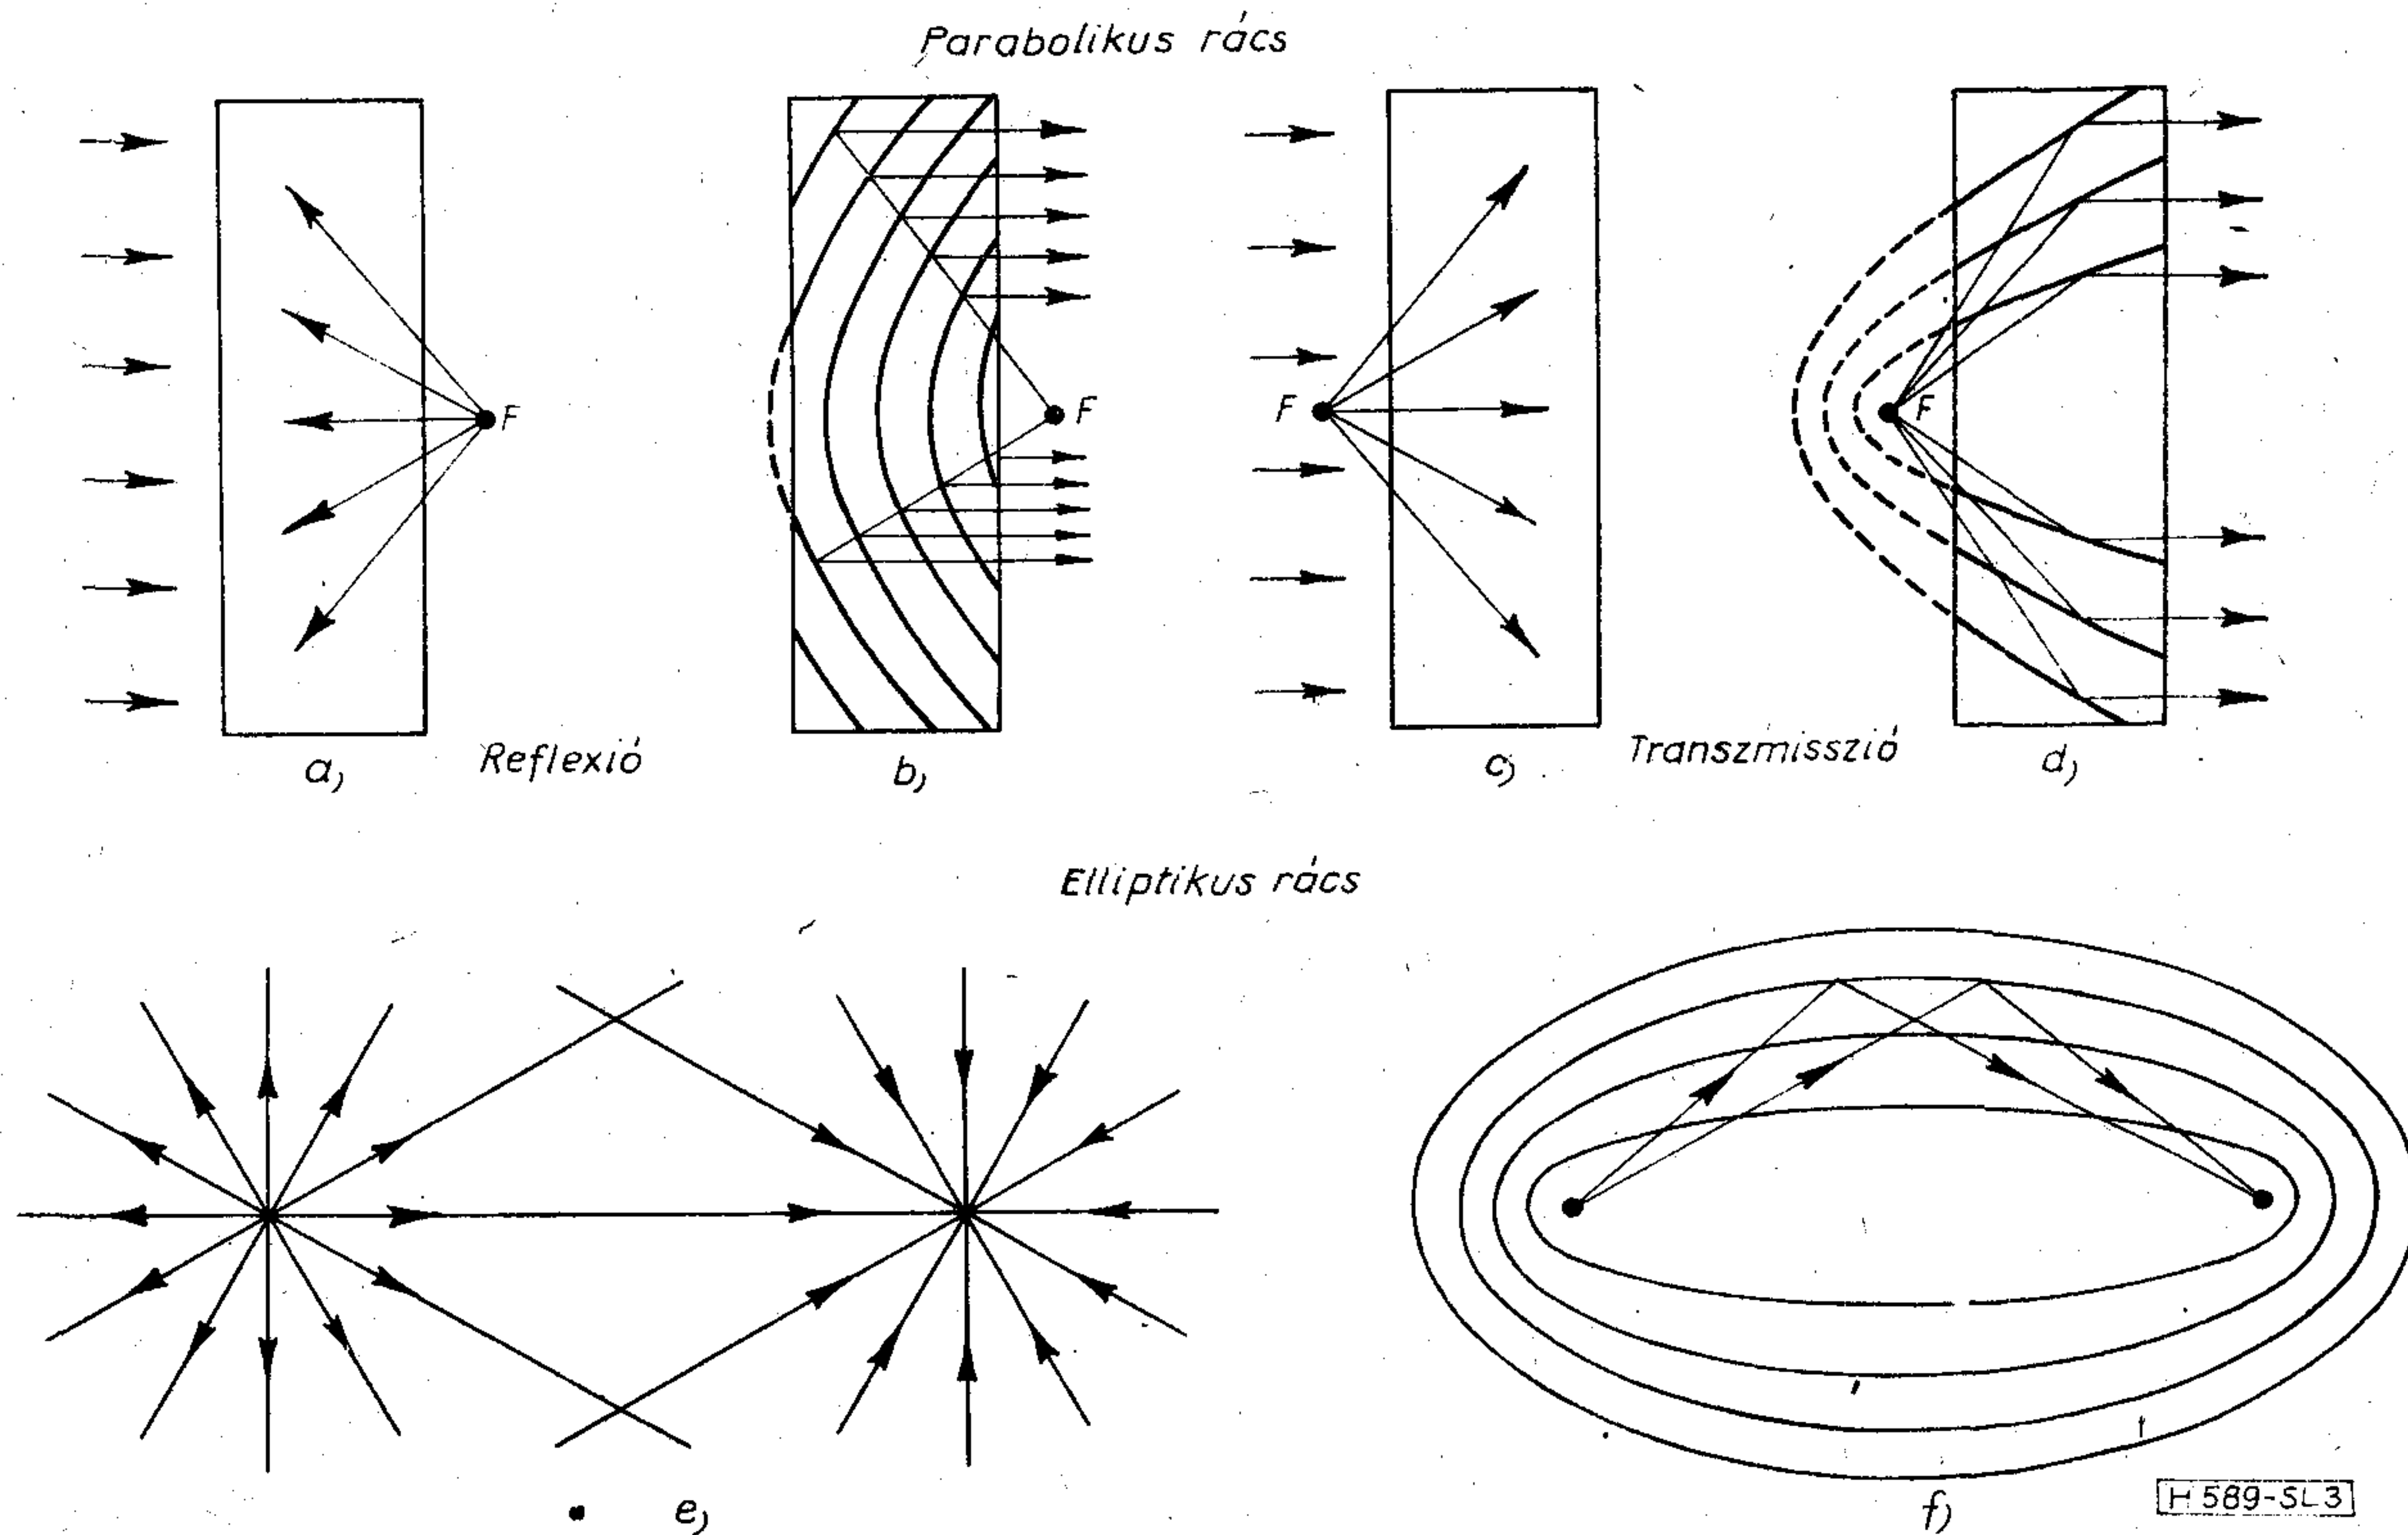 Parabolikus rács
F
F
F
F
a)
Reflexió
b)
c)
Transzmisszió
d)
Elliptikus rács
e)
f)
H 589-SL3